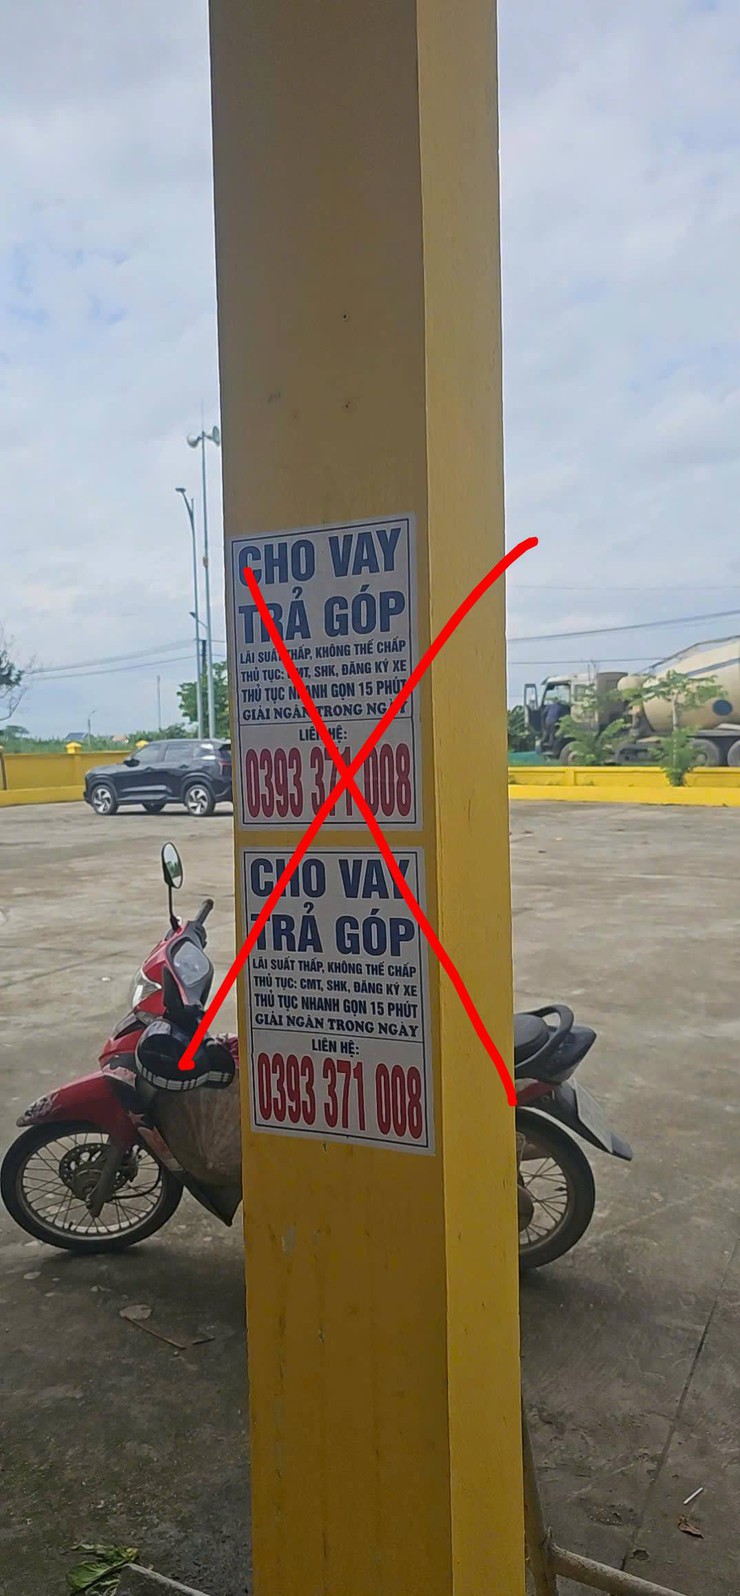 CHO VAY
TRẢ GÓP
LÃI SUẤT THẤP, KHÔNG THẾ CHẤP
THỦ TỤC: CMT, SHK, ĐĂNG KÝ XE
THỦ TỤC NHANH GỌN 15 PHÚT
GIẢI NGÂN TRONG NGÀY
LIÊN HỆ:
0393 371 008
CHO VAY
TRẢ GÓP
LÃI SUẤT THẤP, KHÔNG THẾ CHẤP
THỦ TỤC: CMT, SHK, ĐĂNG KÝ XE
THỦ TỤC NHANH GỌN 15 PHÚT
GIẢI NGÂN TRONG NGÀY
LIÊN HỆ:
0393 371 008